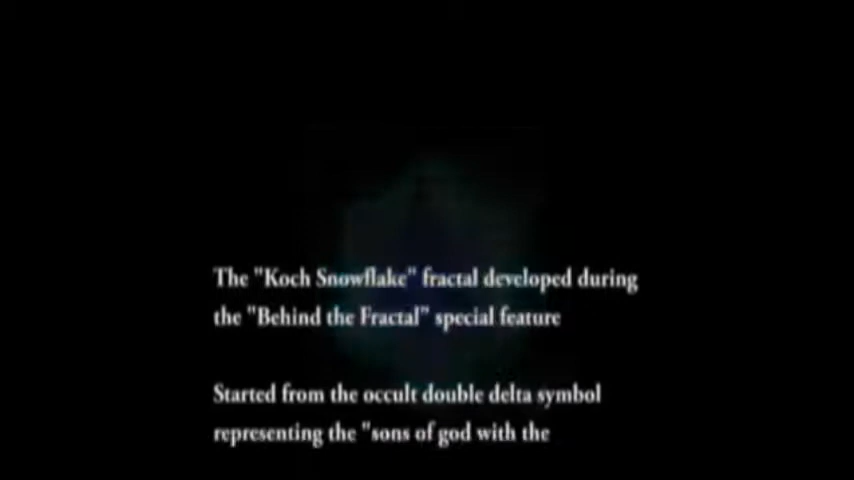 The "Koch Snowflake" fractal developed during
the "Behind the Fractal" special feature
Started from the occult double delta symbol
representing the "sons of god with the